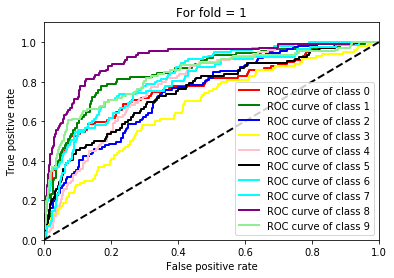 For fold = 1
True positive rate
1.0
0.8
0.6
0.4
0.2
0.0
ROC curve of class 0
ROC curve of class 1
ROC curve of class 2
ROC curve of class 3
ROC curve of class 4
ROC curve of class 5
ROC curve of class 6
ROC curve of class 7
ROC curve of class 8
ROC curve of class 9
0.0 0.2 0.4 0.6 0.8 1.0
False positive rate